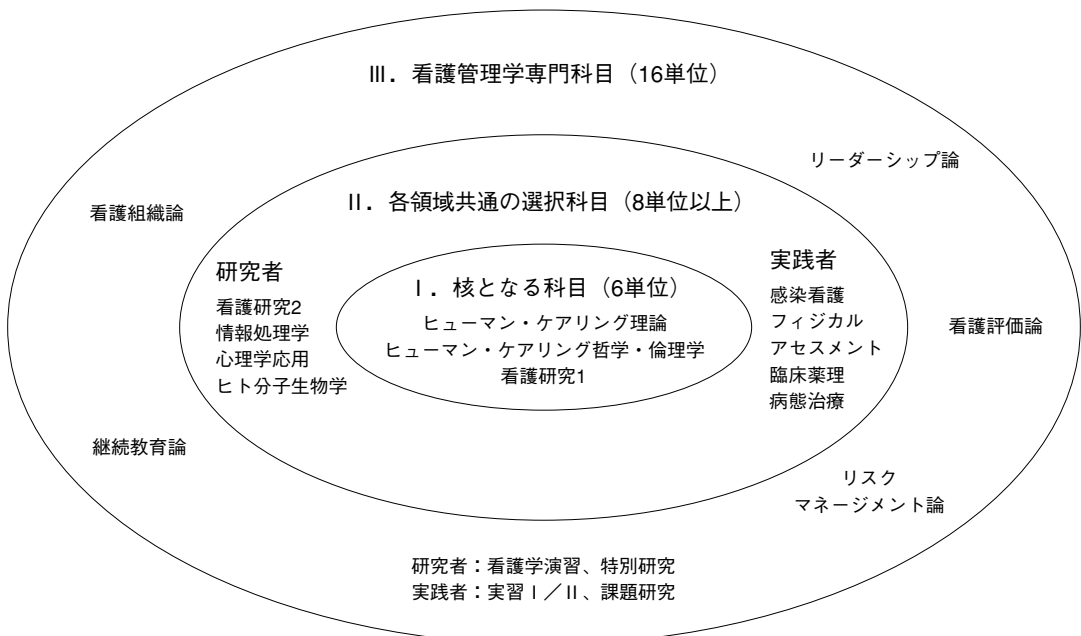 Ⅲ．看護管理学専門科目（16単位）
リーダーシップ論
看護組織論
Ⅱ．各領域共通の選択科目（8単位以上）
研究者
看護研究2
情報処理学
心理学応用
ヒト分子生物学
Ⅰ．核となる科目（6単位）
ヒューマン・ケアリング理論
ヒューマン・ケアリング哲学・倫理学
看護研究1
実践者
感染看護
フィジカル
アセスメント
臨床薬理
病態治療
看護評価論
継続教育論
リスク
マネージメント論
研究者：看護学演習、特別研究
実践者：実習Ⅰ／Ⅱ、課題研究